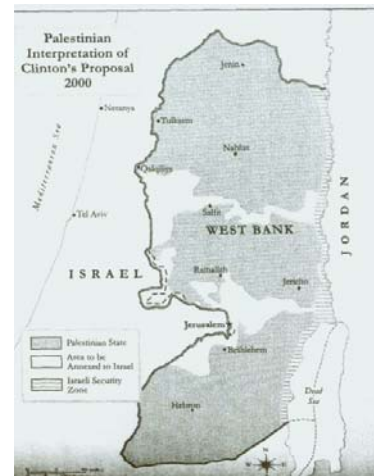 Palestinian
Interpretation of
Clinton's Proposal
2000
Jenin
Netanya
Tulkarm
Mediterranean Sea
Qalqilya
Nablus
Tel Aviv
Salfit
WEST BANK
JORDAN
ISRAEL
Ramallah
Jericho
Jerusalem
Bethlehem
Palestinian State
Area to be
Annexed to Israel
Israeli Security
Zone
Dead
Sea
Hebron